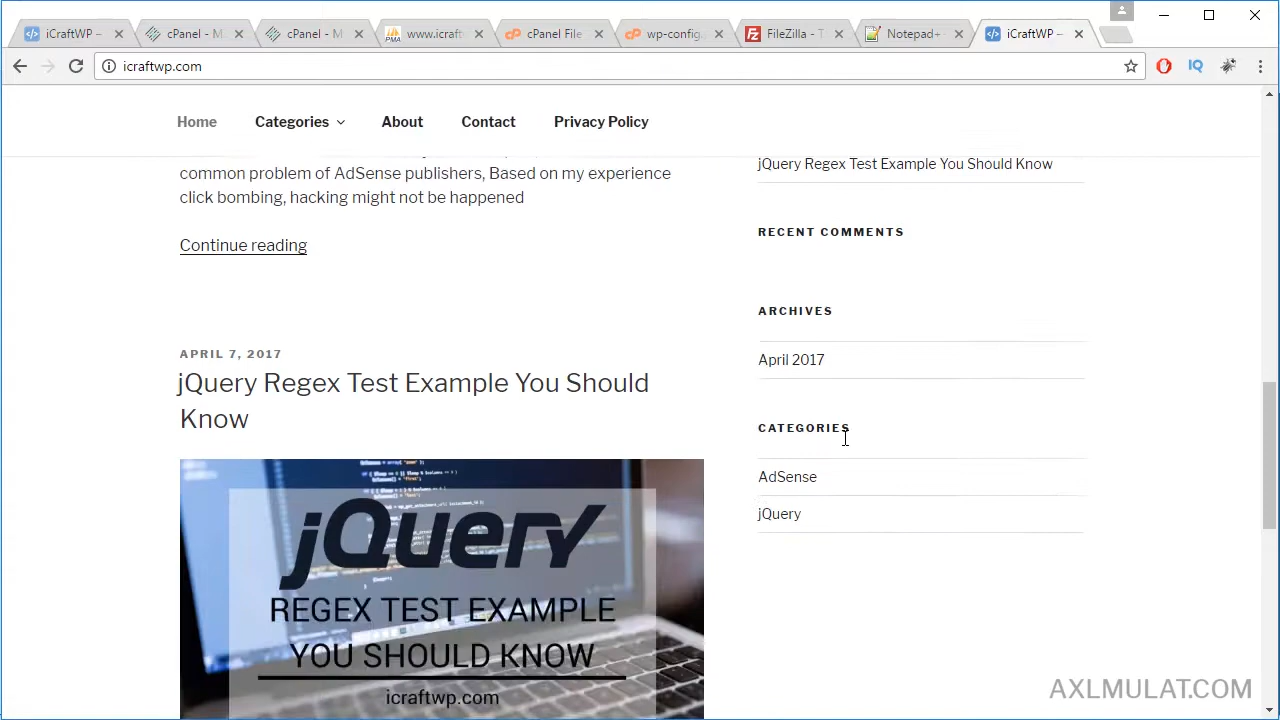 iCraftWP –
cPanel - M
cPanel - M
www.icraft
cPanel File
wp-config.
FileZilla - T
Notepad+
iCraftWP –
icraftwp.com
Home Categories About Contact Privacy Policy
common problem of AdSense publishers, Based on my experience
click bombing, hacking might not be happened
Continue reading
APRIL 7, 2017
jQuery Regex Test Example You Should
Know
jQuery
REGEX TEST EXAMPLE
YOU SHOULD KNOW
icraftwp.com
jQuery Regex Test Example You Should Know
RECENT COMMENTS
ARCHIVES
April 2017
CATEGORIES
AdSense
jQuery
AXLMULAT.COM